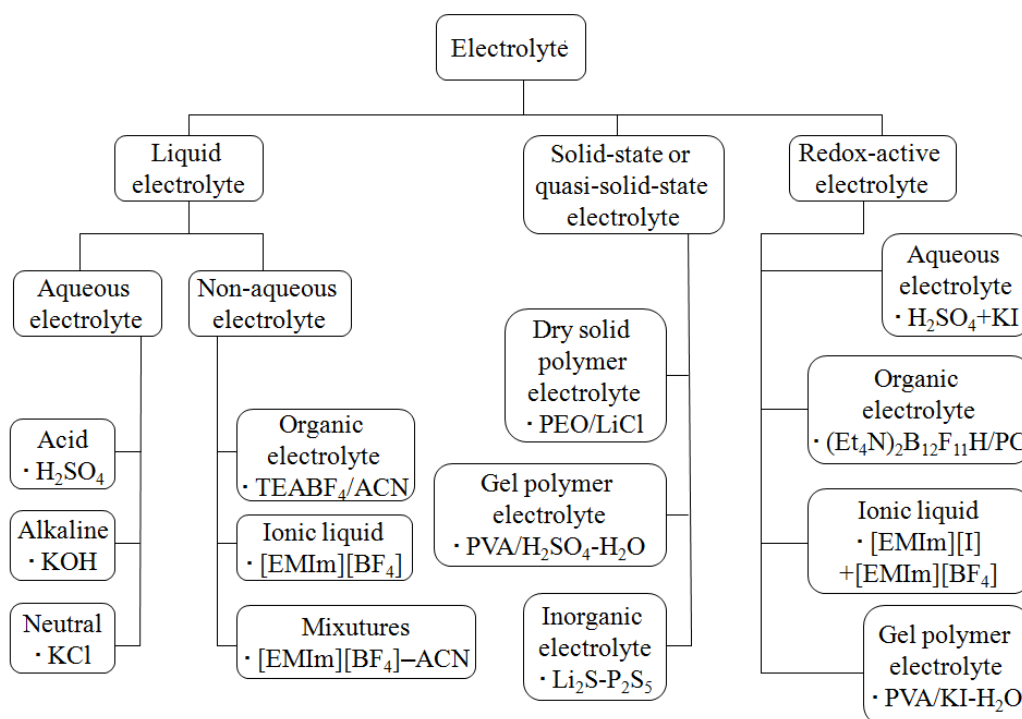 Electrolyte
Liquid
electrolyte
Solid-state or
quasi-solid-state
electrolyte
Redox-active
electrolyte
Aqueous
electrolyte
Non-aqueous
electrolyte
Acid
· H₂SO₄
Alkaline
· KOH
Neutral
· KCl
Organic
electrolyte
· TEABF₄/ACN
Ionic liquid
· [EMIm][BF₄]
Mixutures
· [EMIm][BF₄]–ACN
Dry solid
polymer
electrolyte
· PEO/LiCl
Gel polymer
electrolyte
· PVA/H₂SO₄-H₂O
Inorganic
electrolyte
· Li₂S-P₂S₅
Aqueous
electrolyte
· H₂SO₄+KI
Organic
electrolyte
· (Et₄N)₂B₁₂F₁₁H/PC
Ionic liquid
· [EMIm][I]
+[EMIm][BF₄]
Gel polymer
electrolyte
· PVA/KI-H₂O